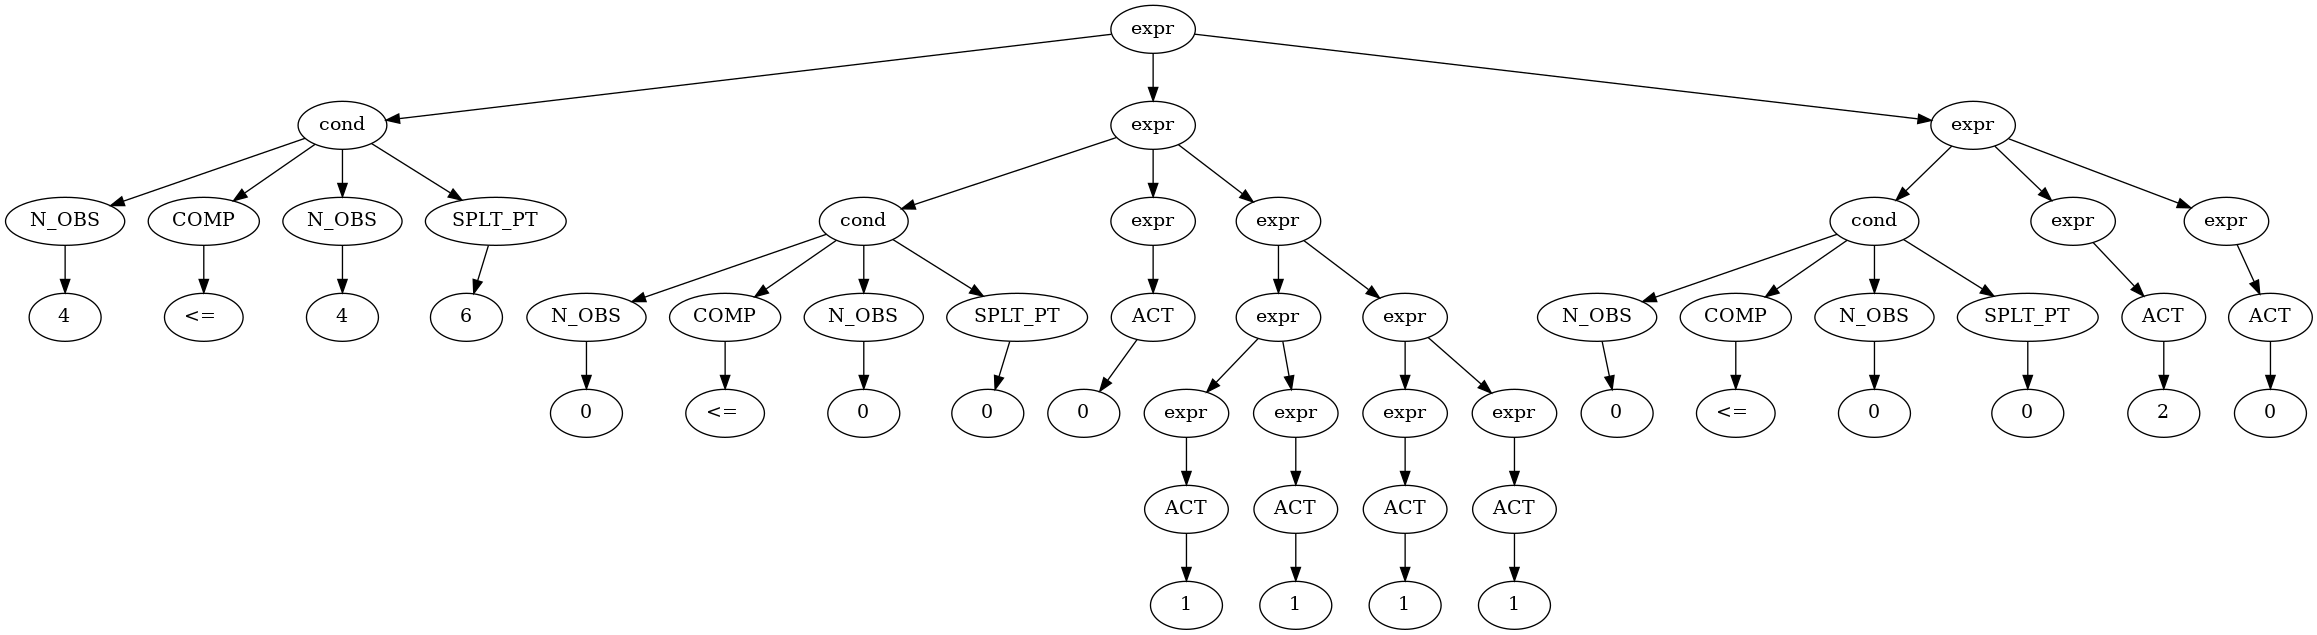 expr
cond expr expr
N_OBS COMP N_OBS SPLT_PT cond expr expr cond expr expr
4 <= 4 6 N_OBS COMP N_OBS SPLT_PT ACT expr expr N_OBS COMP N_OBS SPLT_PT ACT ACT
0 <= 0 0 0 expr expr expr expr 0 <= 0 0 2 0
ACT ACT ACT ACT
1 1 1 1